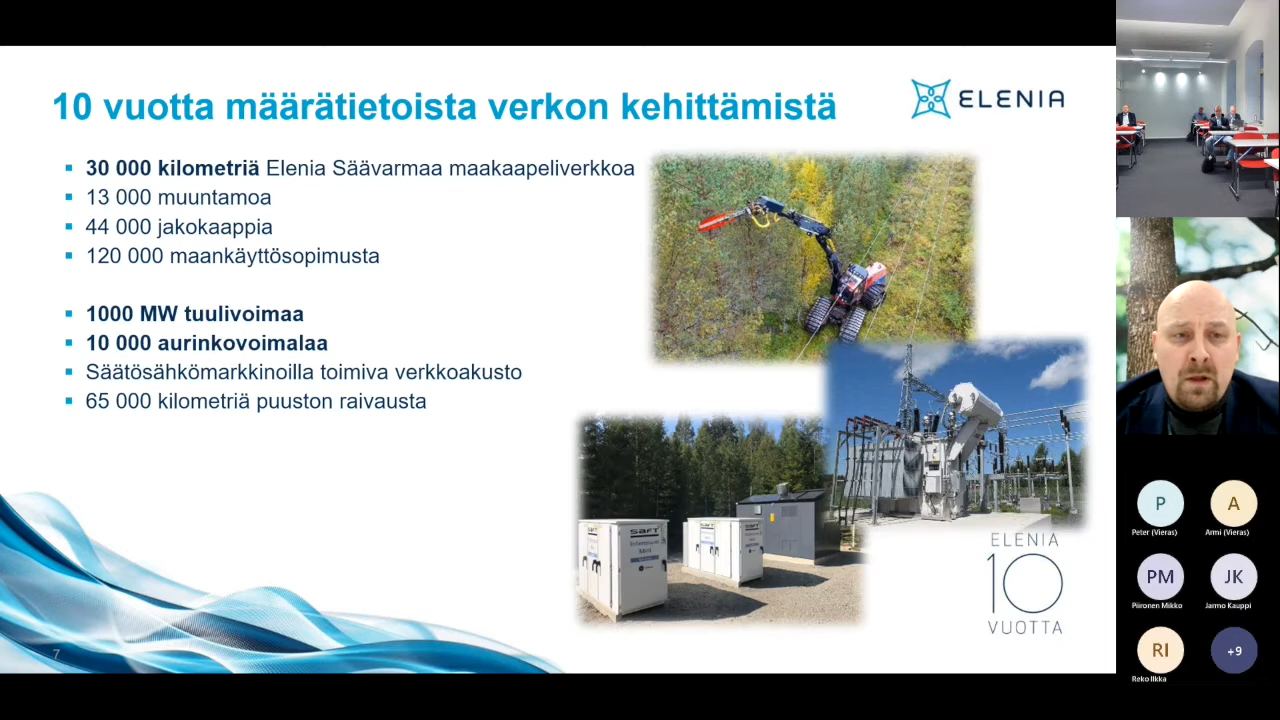 10 vuotta määrätietoista verkon kehittämistä
ELENIA
30 000 kilometriä Elenia Säävarmaa maakaapeliverkkoa
13 000 muuntamoa
44 000 jakokaappia
120 000 maankäyttösopimusta
1000 MW tuulivoimaa
10 000 aurinkovoimalaa
Säätösähkömarkkinoilla toimiva verkkoakusto
65 000 kilometriä puuston raivausta
saft
saft
ELENIA
10
VUOTTA
7
P
A
Peter (Vieras)
Armi (Vieras)
PM
JK
Piironen Mikko
Jarmo Kauppi
RI
+9
Reko Ilkka